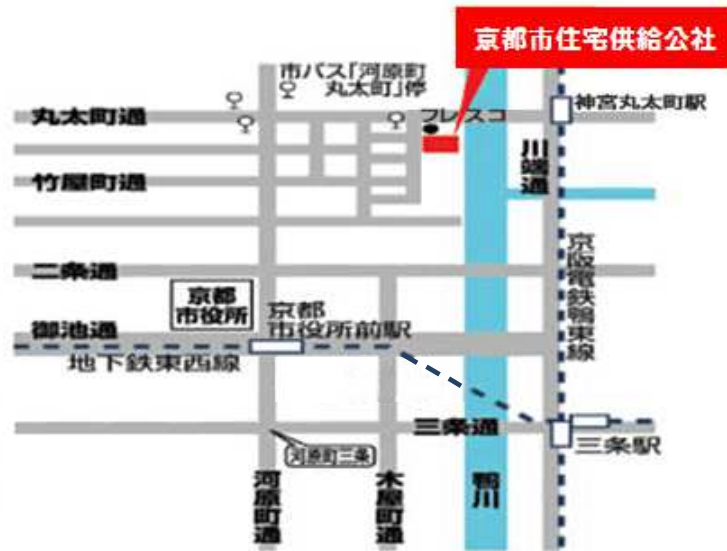 京都市住宅供給公社
市バス「河原町
丸太町」停
フレスコ
神宮丸太町駅
丸太町通
川端通
竹屋町通
京阪電鉄鴨東線
二条通
京都
市役所
京都
市役所前駅
御池通
地下鉄東西線
三条通
三条駅
河原町三条
河原町通
木屋町通
鴨川